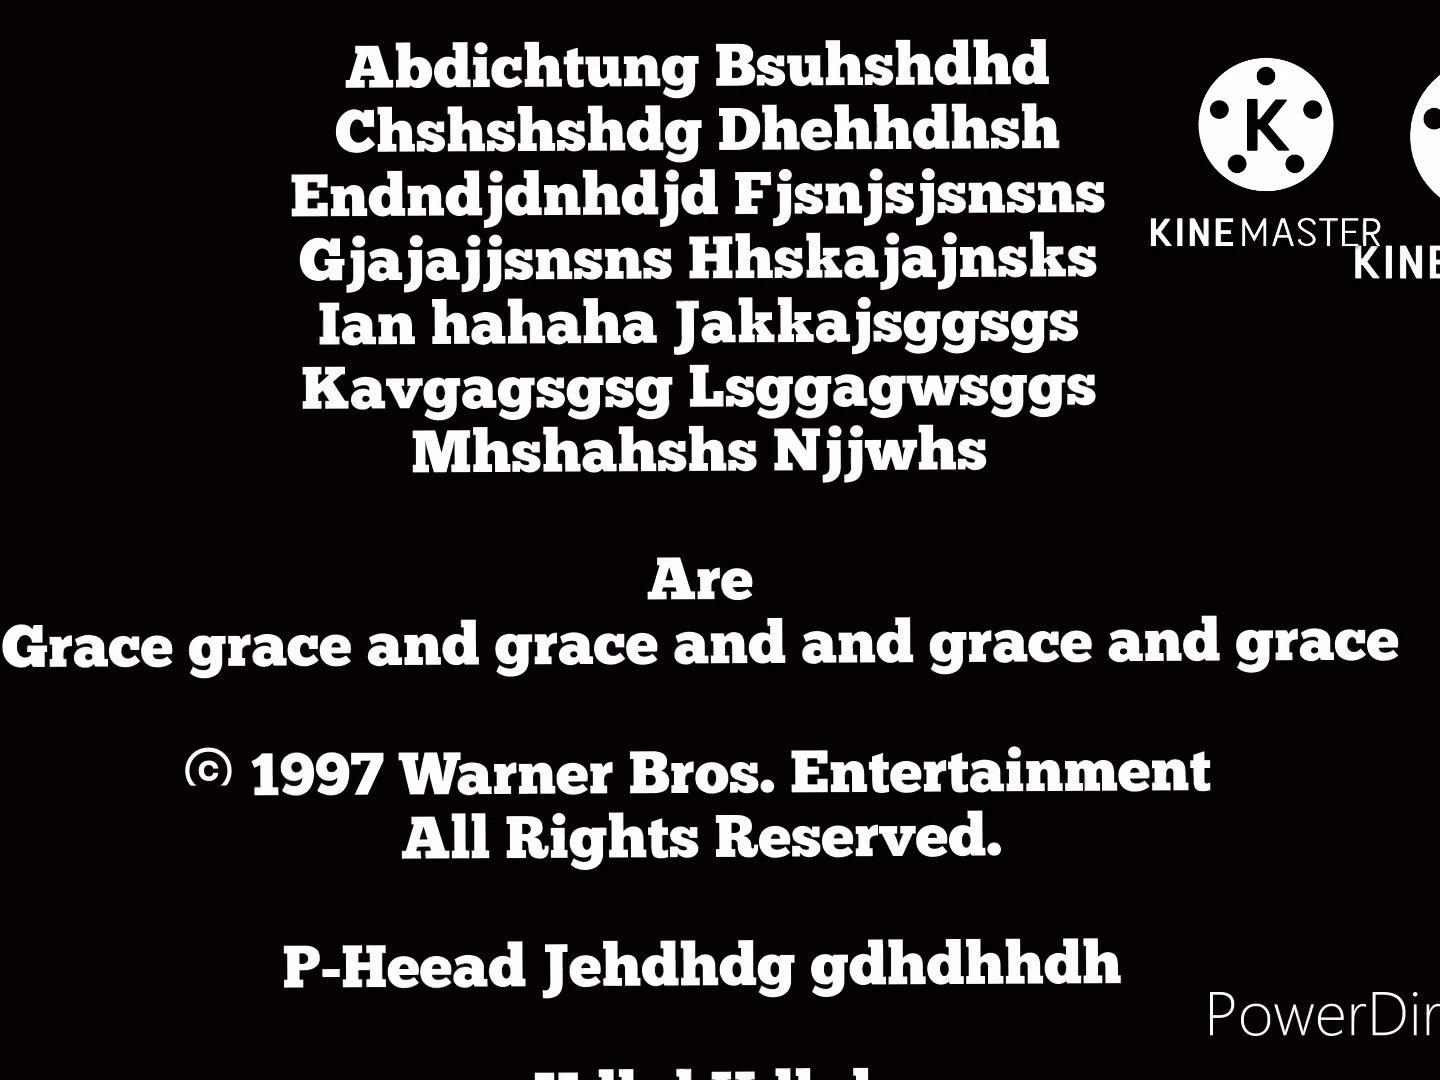 Abdichtung Bsuhshdhd
Chshshshdg Dhehhdhsh
Endndjdnhdjd Fjsnjsjsnsns
Gjajajjsnsns Hhskajajnsks
Ian hahaha Jakkajsggsgs
Kavgagsgsg Lsggagwsggs
Mhshahshs Njjwhs
Are
Grace grace and grace and and grace and grace
© 1997 Warner Bros. Entertainment
All Rights Reserved.
P-Heead Jehdhdg gdhdhhdh
K
KINEMASTER
KINE
PowerDir